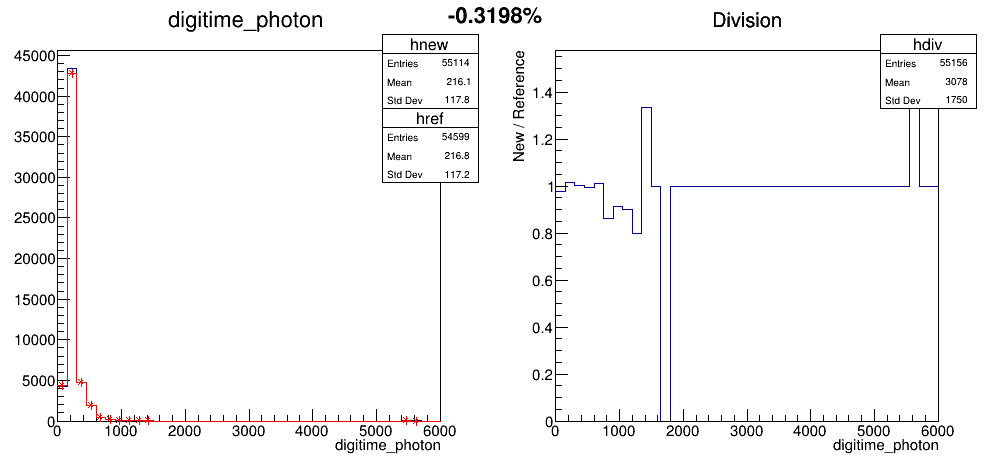 digitime_photon
-0.3198%
Division
hnew
Entries 55114
Mean 216.1
Std Dev 117.8
href
Entries 54599
Mean 216.8
Std Dev 117.2
45000
40000
35000
30000
25000
20000
15000
10000
5000
0
0 1000 2000 3000 4000 5000 6000
digitime_photon
hdiv
Entries 55156
Mean 3078
Std Dev 1750
New / Reference
1.4
1.2
1
0.8
0.6
0.4
0.2
0
0 1000 2000 3000 4000 5000 6000
digitime_photon